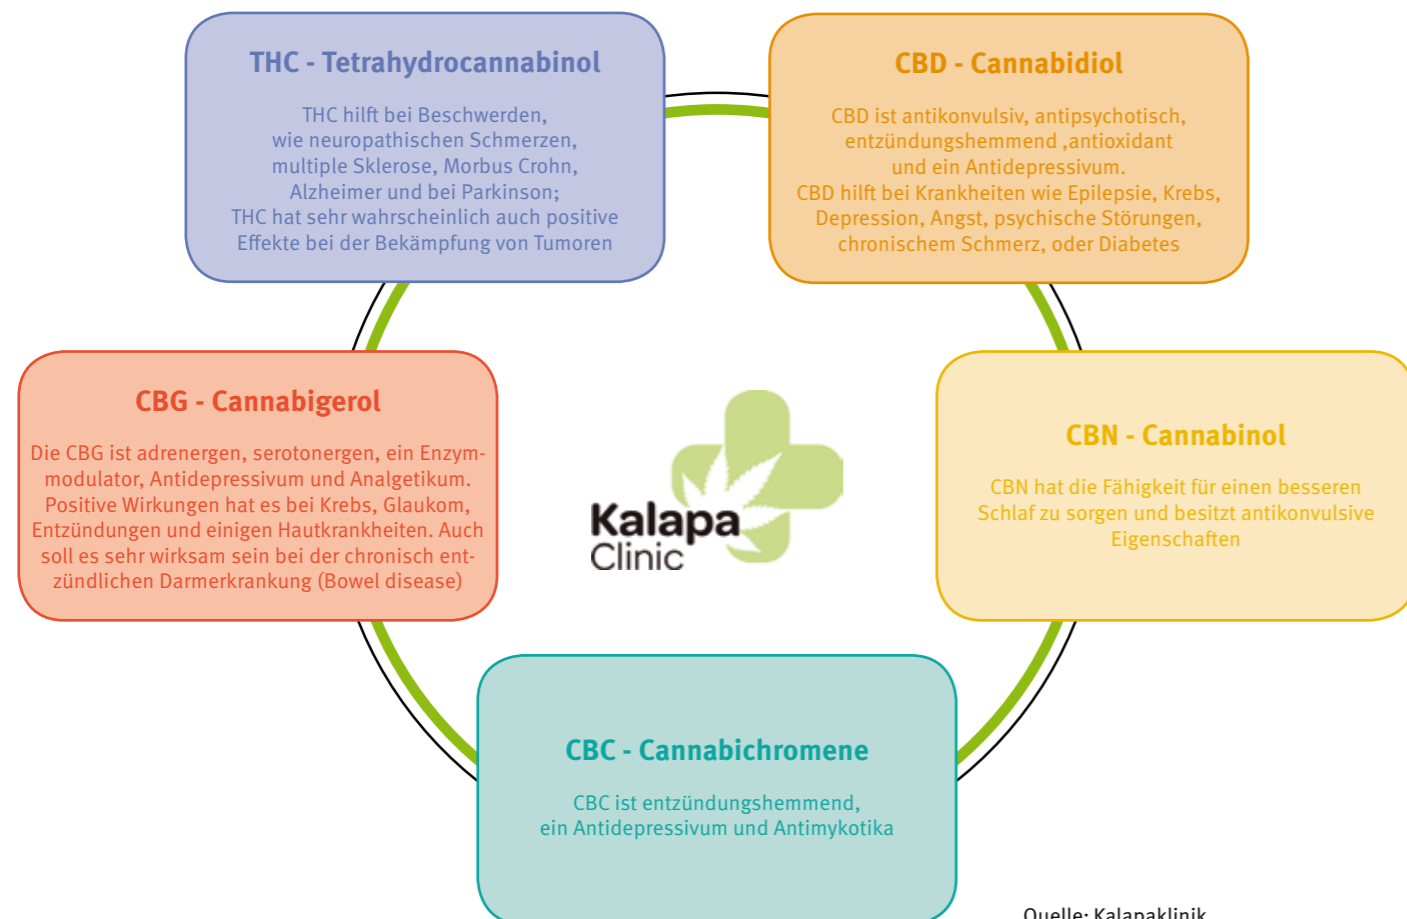 THC - Tetrahydrocannabinol
THC hilft bei Beschwerden,
wie neuropathischen Schmerzen,
multiple Sklerose, Morbus Crohn,
Alzheimer und bei Parkinson;
THC hat sehr wahrscheinlich auch positive
Effekte bei der Bekämpfung von Tumoren
CBD - Cannabidiol
CBD ist antikonvulsiv, antipsychotisch,
entzündungshemmend ,antioxidant
und ein Antidepressivum.
CBD hilft bei Krankheiten wie Epilepsie, Krebs,
Depression, Angst, psychische Störungen,
chronischem Schmerz, oder Diabetes
CBG - Cannabigerol
Die CBG ist adrenergen, serotonergen, ein Enzym-
modulator, Antidepressivum und Analgetikum.
Positive Wirkungen hat es bei Krebs, Glaukom,
Entzündungen und einigen Hautkrankheiten. Auch
soll es sehr wirksam sein bei der chronisch ent-
zündlichen Darmerkrankung (Bowel disease)
Kalapa
Clinic
CBN - Cannabinol
CBN hat die Fähigkeit für einen besseren
Schlaf zu sorgen und besitzt antikonvulsive
Eigenschaften
CBC - Cannabichromene
CBC ist entzündungshemmend,
ein Antidepressivum und Antimykotika
Quelle: Kalapaklinik